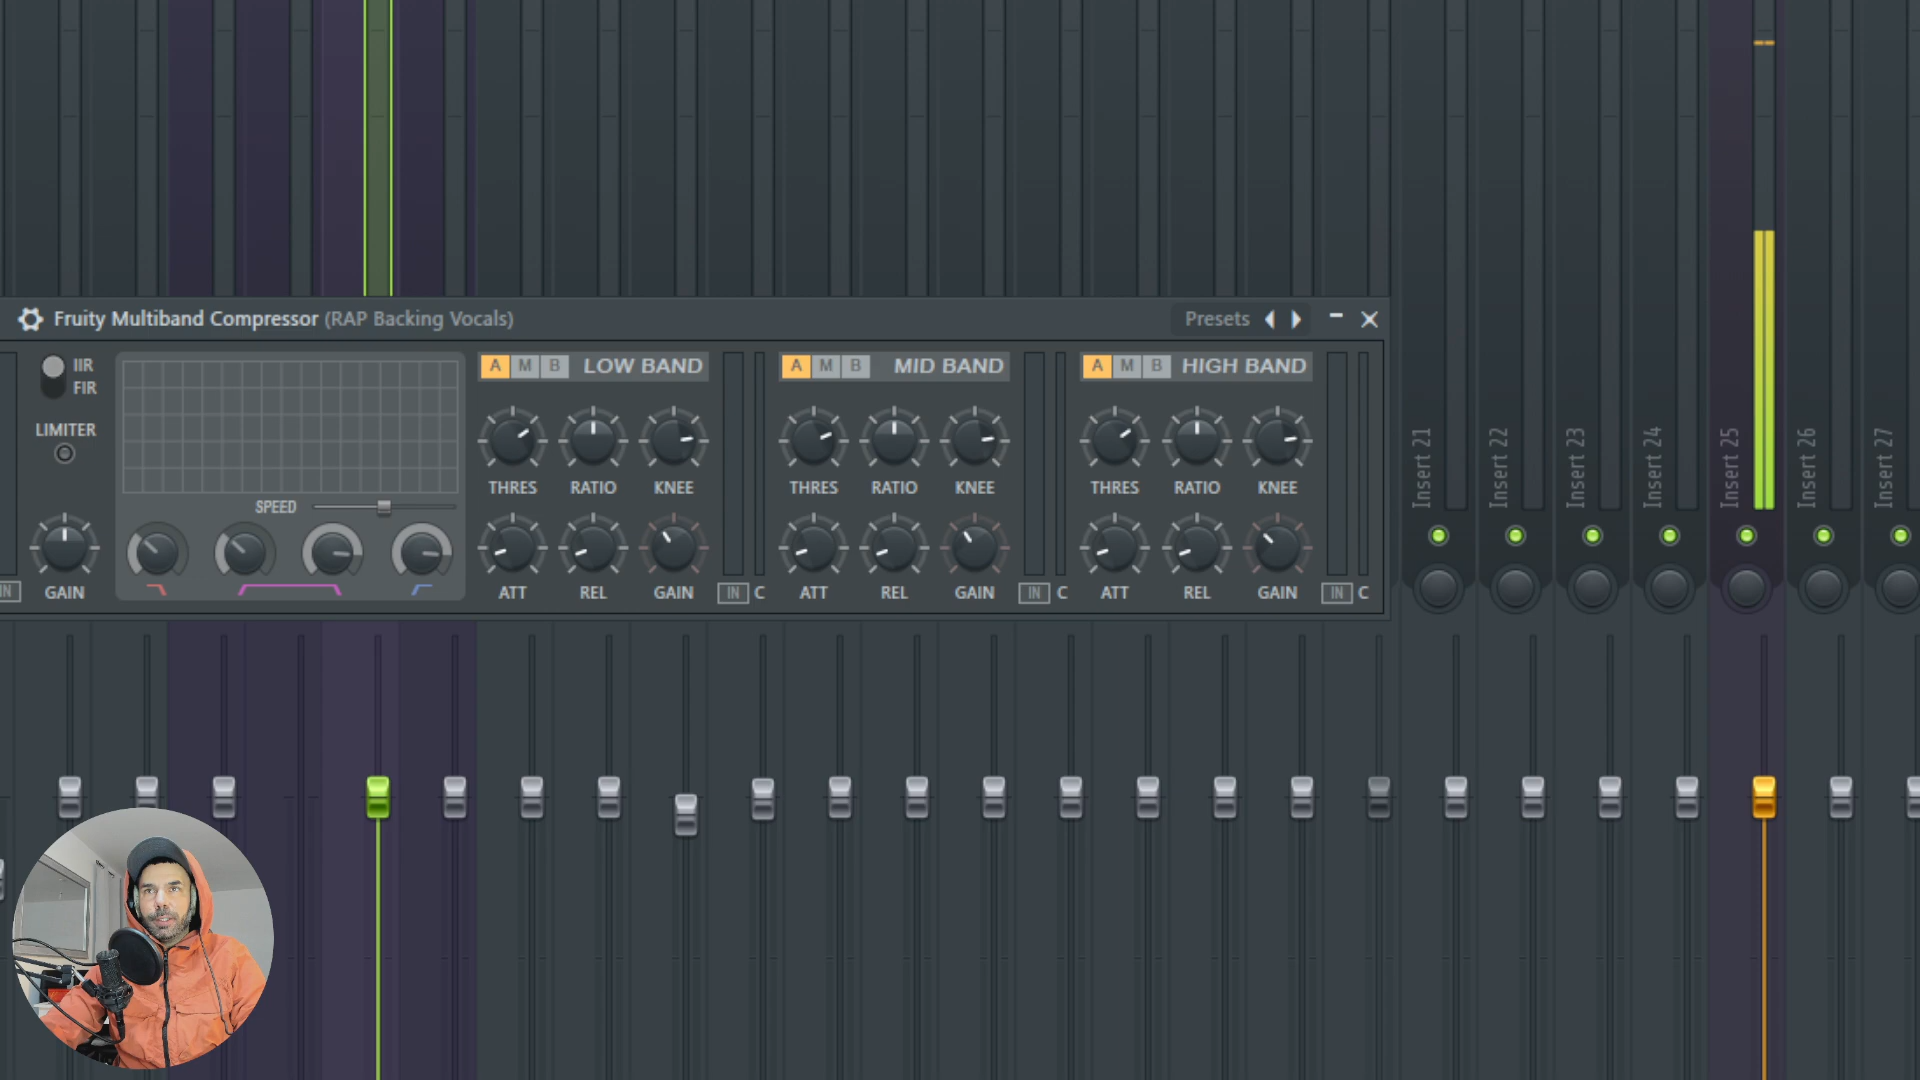 Fruity Multiband Compressor (RAP Backing Vocals)
Presets
IIR
FIR
LIMITER
GAIN
IN
SPEED
A M B LOW BAND
THRES RATIO KNEE
ATT REL GAIN
IN C
A M B MID BAND
THRES RATIO KNEE
ATT REL GAIN
IN C
A M B HIGH BAND
THRES RATIO KNEE
ATT REL GAIN
IN C
Insert 21
Insert 22
Insert 23
Insert 24
Insert 25
Insert 26
Insert 27